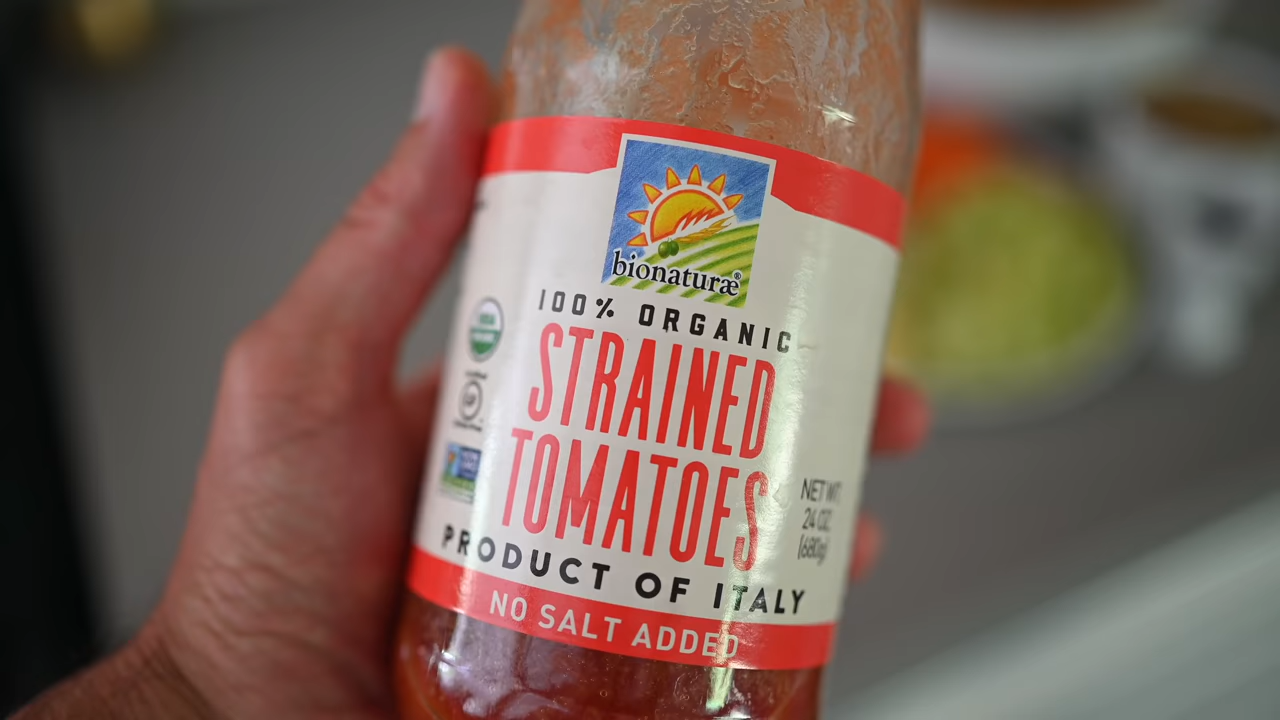 bionaturæ®
100% ORGANIC
STRAINED
TOMATOES
NET WT.
24 OZ.
(680g)
PRODUCT OF ITALY
NO SALT ADDED